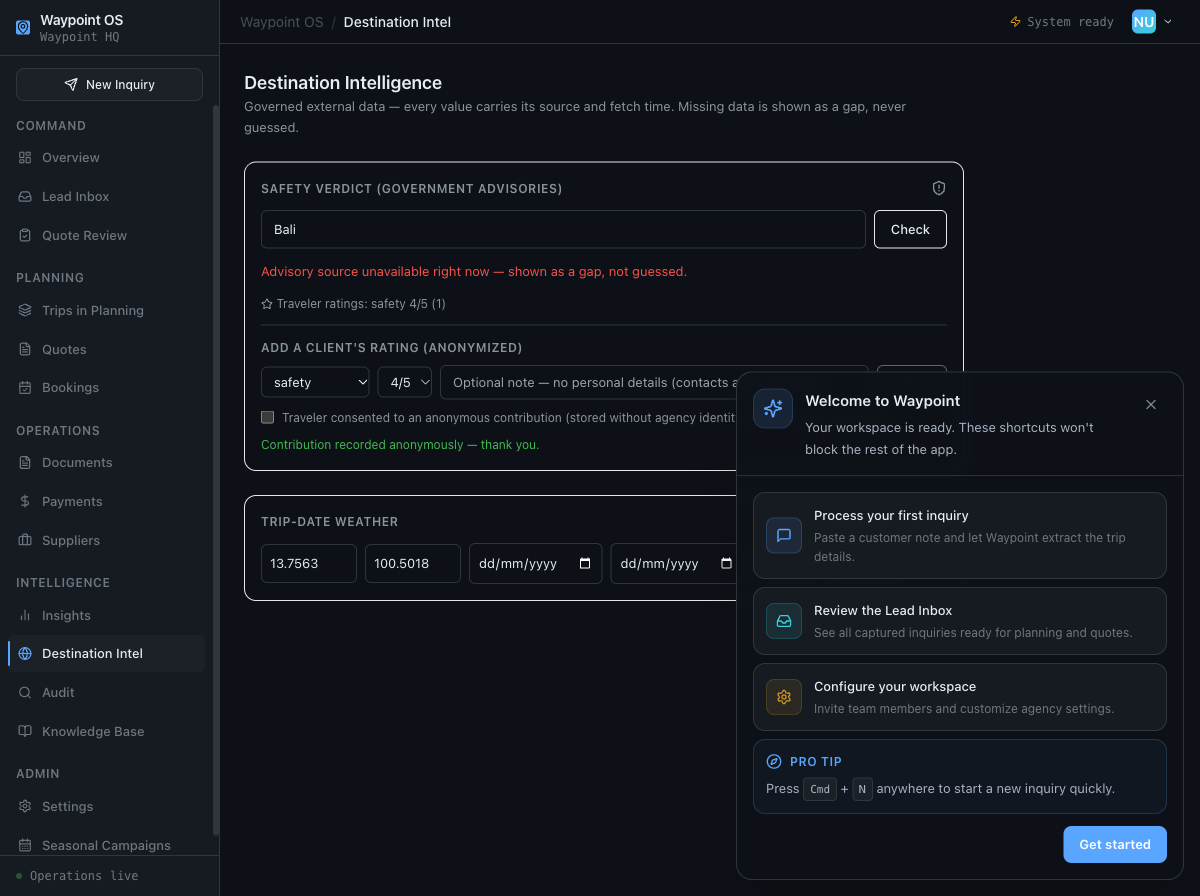 Waypoint OS
Waypoint HQ
New Inquiry
COMMAND
Overview
Lead Inbox
Quote Review
PLANNING
Trips in Planning
Quotes
Bookings
OPERATIONS
Documents
Payments
Suppliers
INTELLIGENCE
Insights
Destination Intel
Audit
Knowledge Base
ADMIN
Settings
Seasonal Campaigns
Operations live
Waypoint OS / Destination Intel
System ready
NU
Destination Intelligence
Governed external data — every value carries its source and fetch time. Missing data is shown as a gap, never
guessed.
SAFETY VERDICT (GOVERNMENT ADVISORIES)
Bali
Check
Advisory source unavailable right now — shown as a gap, not guessed.
Traveler ratings: safety 4/5 (1)
ADD A CLIENT'S RATING (ANONYMIZED)
safety
4/5
Optional note — no personal details (contacts a
Traveler consented to an anonymous contribution (stored without agency identit
Contribution recorded anonymously — thank you.
TRIP-DATE WEATHER
13.7563
100.5018
dd/mm/yyyy
dd/mm/yyyy
Welcome to Waypoint
Your workspace is ready. These shortcuts won't
block the rest of the app.
Process your first inquiry
Paste a customer note and let Waypoint extract the trip
details.
Review the Lead Inbox
See all captured inquiries ready for planning and quotes.
Configure your workspace
Invite team members and customize agency settings.
PRO TIP
Press Cmd + N anywhere to start a new inquiry quickly.
Get started